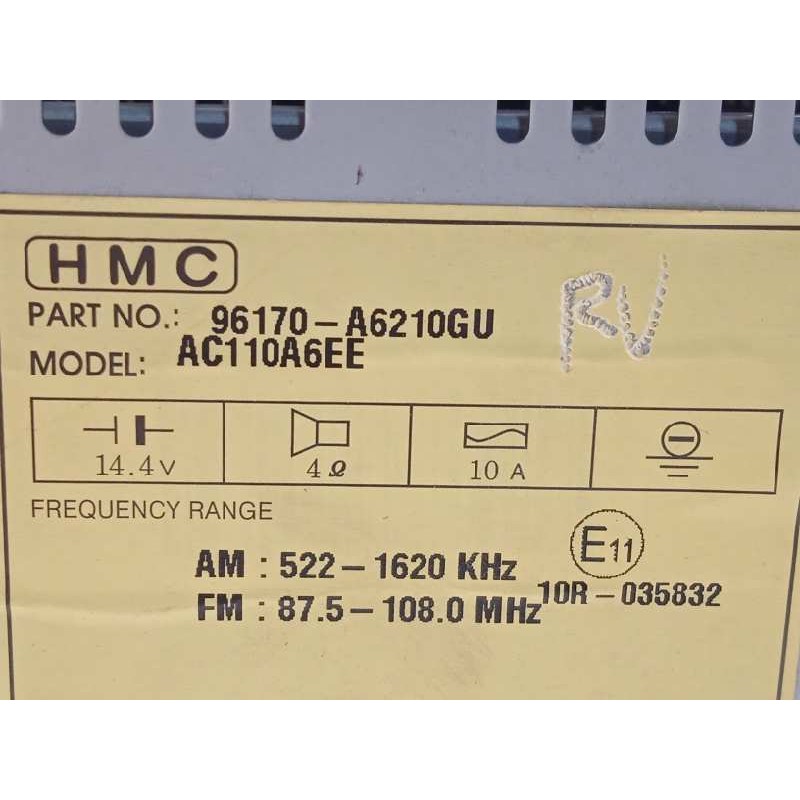 HMC
RV
PART NO.: 96170-A6210GU
MODEL: AC110A6EE
14.4V 4Ω 10 A
FREQUENCY RANGE
E11
AM : 522-1620 KHz
FM : 87.5-108.0 MHz 10R-035832